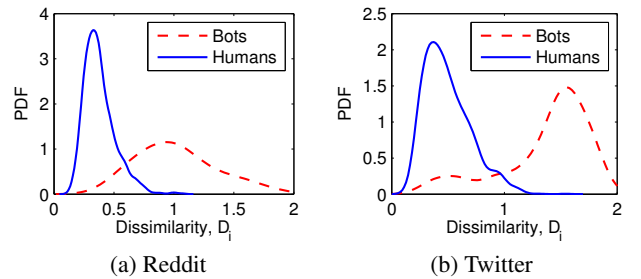 4
3
2
1
0
PDF
Bots
Humans
0 0.5 1 1.5 2
Dissimilarity, D_i
(a) Reddit
2.5
2
1.5
1
0.5
0
PDF
Bots
Humans
0 1 2
Dissimilarity, D_i
(b) Twitter